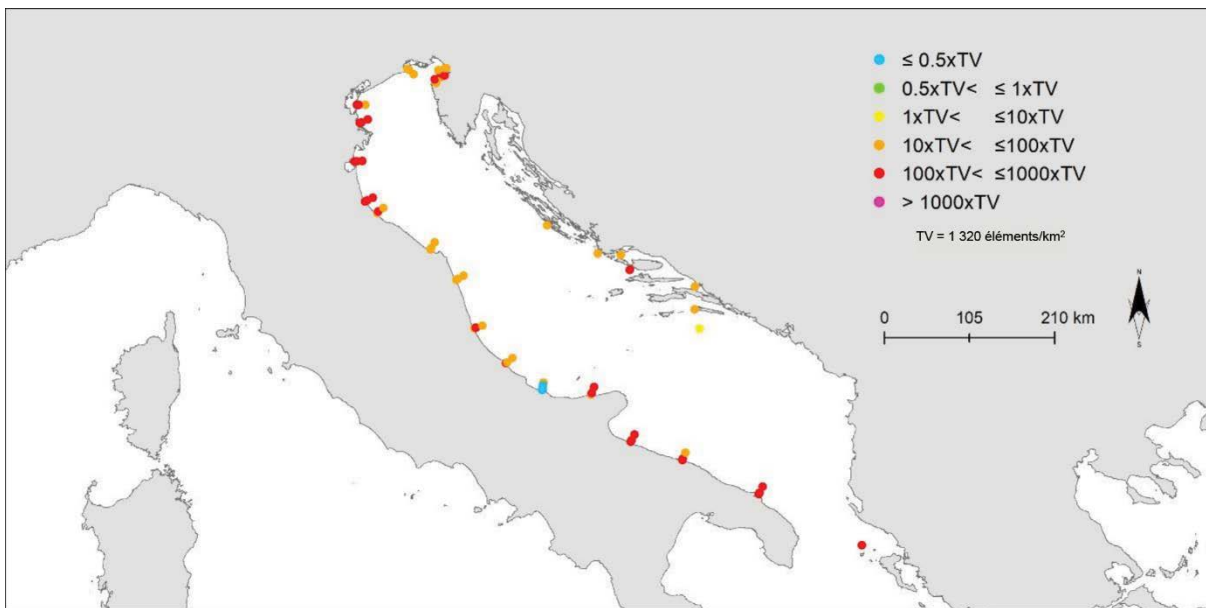 ≤ 0.5xTV
0.5xTV< ≤ 1xTV
1xTV< ≤10xTV
10xTV< ≤100xTV
100xTV< ≤1000xTV
> 1000xTV
TV = 1 320 éléments/km²
N
S
0 105 210 km